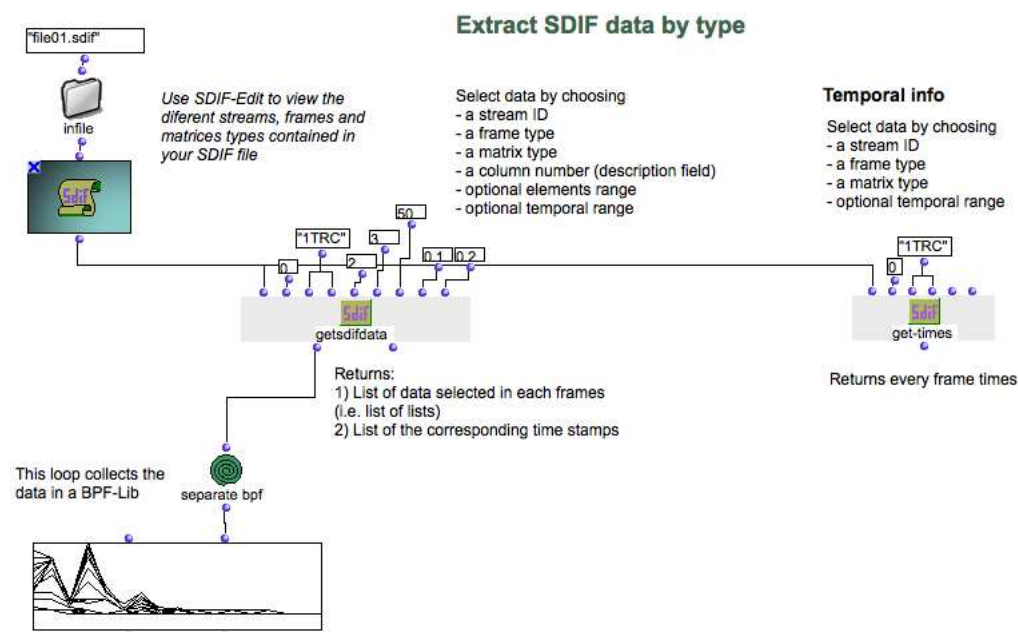 Extract SDIF data by type
"file01.sdif"
infile
Use SDIF-Edit to view the
diferent streams, frames and
matrices types contained in
your SDIF file
Sdif
Select data by choosing
- a stream ID
- a frame type
- a matrix type
- a column number (description field)
- optional elements range
- optional temporal range
Temporal info
Select data by choosing
- a stream ID
- a frame type
- a matrix type
- optional temporal range
50
"1TRC"
3
0
2
0.1
0.2
Sdif
getsdifdata
"1TRC"
0
Sdif
get-times
Returns:
1) List of data selected in each frames
(i.e. list of lists)
2) List of the corresponding time stamps
Returns every frame times
This loop collects the
data in a BPF-Lib
separate bpf